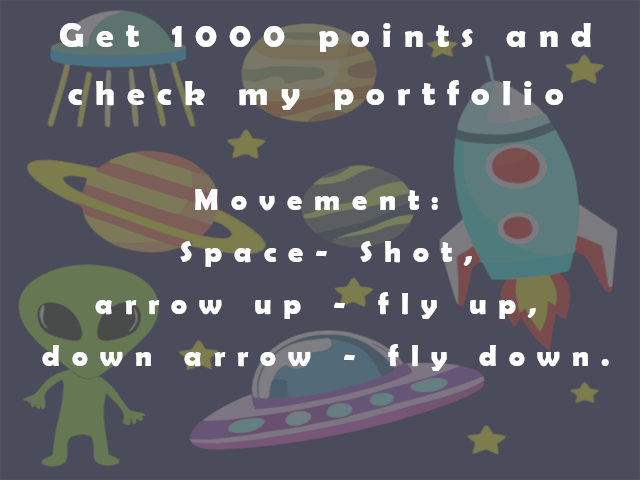 Get 1000 points and
check my portfolio
Movement:
Space- Shot,
arrow up - fly up,
down arrow - fly down.